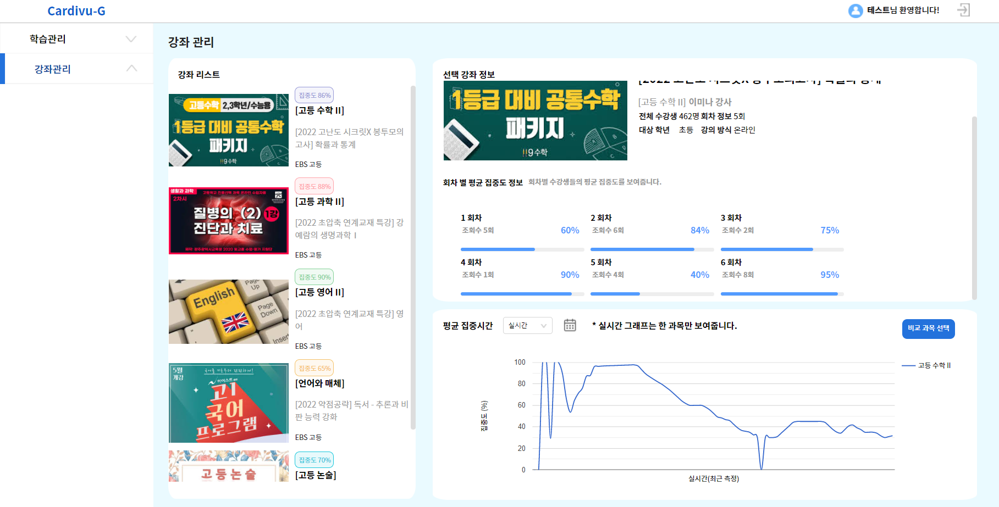 Cardivu-G
테스트님 환영합니다!
학습관리
강좌관리
강좌 관리
강좌 리스트
고등수학 2,3학년/수능용
1등급 대비 공통수학
패키지
!!9수학
집중도 86%
[고등 수학 II]
[2022 고난도 시크릿X 봉투모의
고사] 확률과 통계
EBS 고등
생활과 과학
2차시
질병의 (2) 1강
진단과 치료
집중도 88%
[고등 과학 II]
[2022 초압축 연계교재 특강] 강
예람의 생명과학 I
EBS 고등
Page Up
English
Page Down
Insert
집중도 90%
[고등 영어 II]
[2022 초압축 연계교재 특강] 영
어
EBS 고등
5월
개강
고1
국어
프로그램
집중도 65%
[언어와 매체]
[2022 약점공략] 독서 - 추론과 비
판 능력 강화
EBS 고등
고등논술
집중도 70%
[고등 논술]
선택 강좌 정보
1등급 대비 공통수학
패키지
!!9수학
[2022 고난도 시크릿X 봉투모의고사] 확률과 통계
[고등 수학 II] 이미나 강사
전체 수강생 462명 회차 정보 5회
대상 학년 초등 강의 방식 온라인
회차 별 평균 집중도 정보 회차별 수강생들의 평균 집중도를 보여줍니다.
1 회차
조회수 5회 60%
2 회차
조회수 6회 84%
3 회차
조회수 2회 75%
4 회차
조회수 1회 90%
5 회차
조회수 4회 40%
6 회차
조회수 8회 95%
평균 집중시간 실시간 * 실시간 그래프는 한 과목만 보여줍니다.
비교 과목 선택
100
80
60
40
20
0
집중도 (%)
고등 수학 II
실시간(최근 측정)